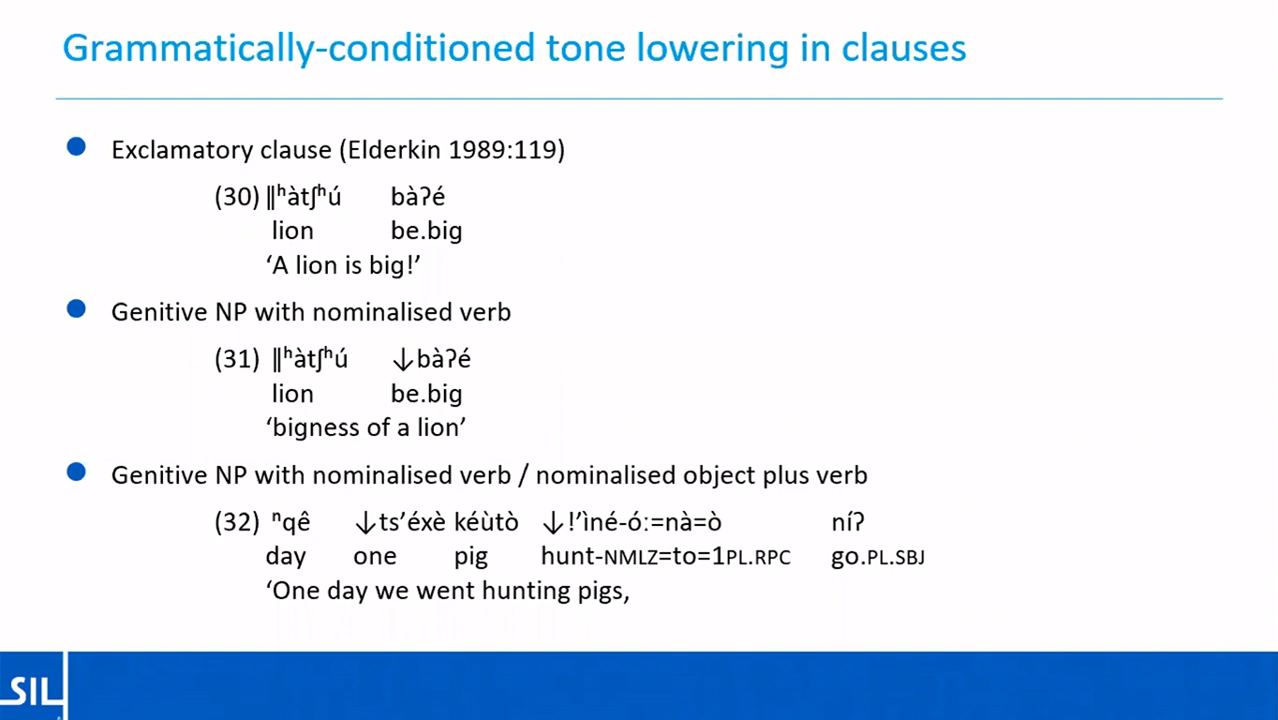 Grammatically-conditioned tone lowering in clauses
Exclamatory clause (Elderkin 1989:119)
(30) ǁʰàtʃʰú bàʔé
lion be.big
‘A lion is big!’
Genitive NP with nominalised verb
(31) ǁʰàtʃʰú ↓bàʔé
lion be.big
‘bigness of a lion’
Genitive NP with nominalised verb / nominalised object plus verb
(32) ⁿqê ↓ts’éxè kéùtò ↓!’ìné-óː=nà=ò níʔ
day one pig hunt-NMLZ=to=1PL.RPC go.PL.SBJ
‘One day we went hunting pigs,
SIL